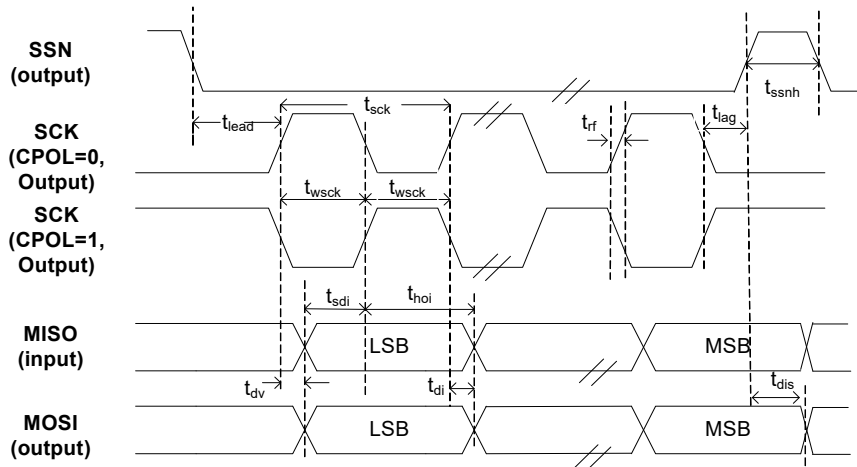 SSN
(output)
t_ssnh
t_sck
t_lead
t_rf
t_lag
SCK
(CPOL=0,
Output)
t_wsck t_wsck
SCK
(CPOL=1,
Output)
t_sdi t_hoi
MISO
(input)
LSB MSB
t_dv t_di t_dis
MOSI
(output)
LSB MSB